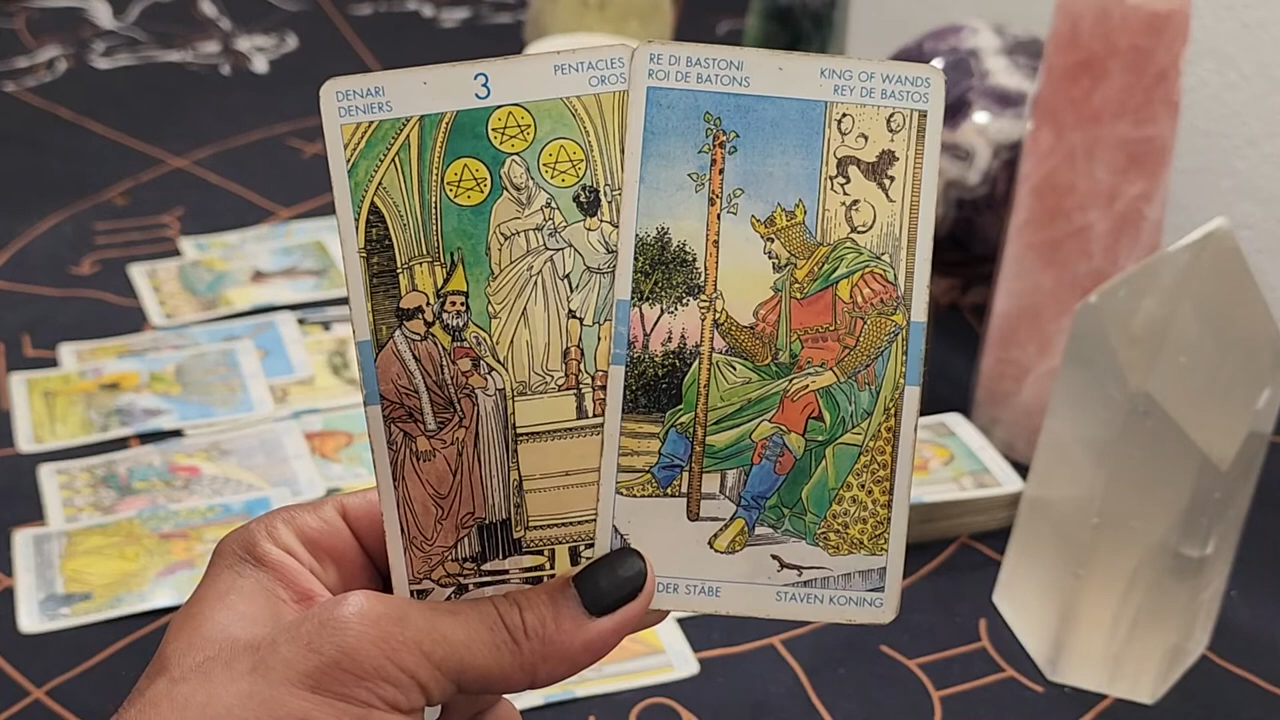 DENARI
DENIERS
3
PENTACLES
OROS
RE DI BASTONI
ROI DE BATONS
KING OF WANDS
REY DE BASTOS
DER STÄBE
STAVEN KONING